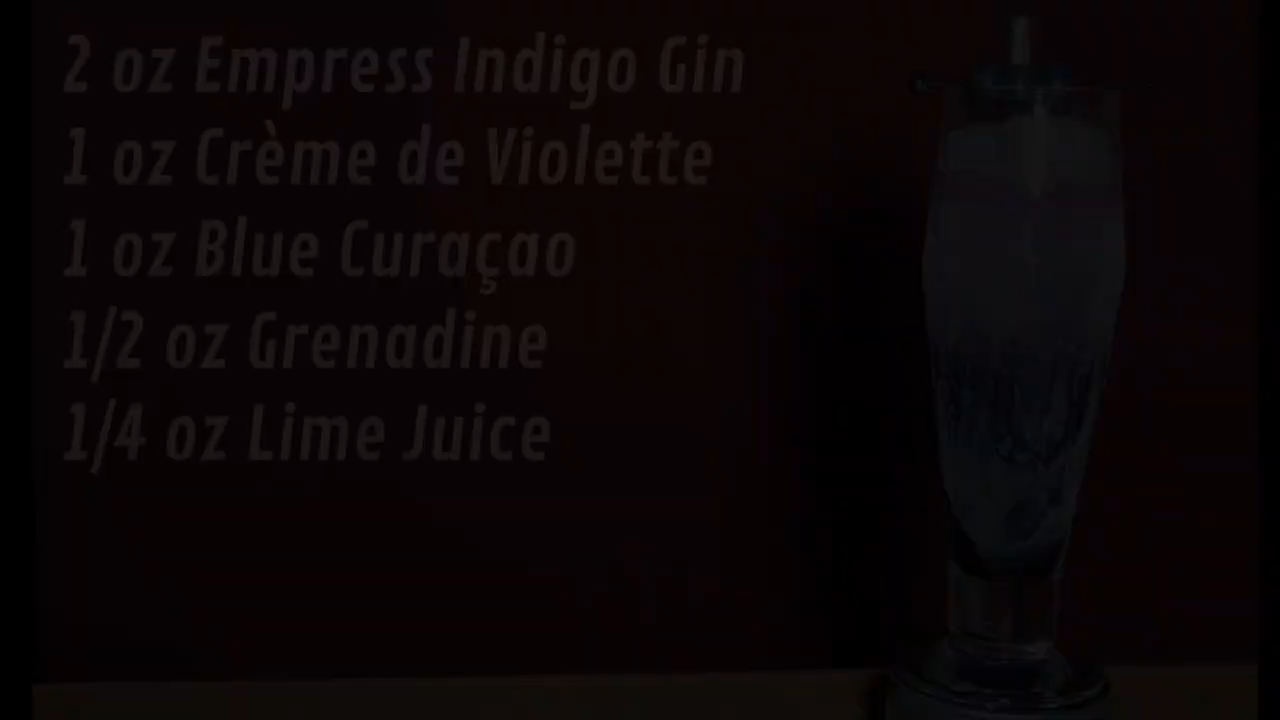 2 oz Empress Indigo Gin
1 oz Crème de Violette
1 oz Blue Curaçao
1/2 oz Grenadine
1/4 oz Lime Juice